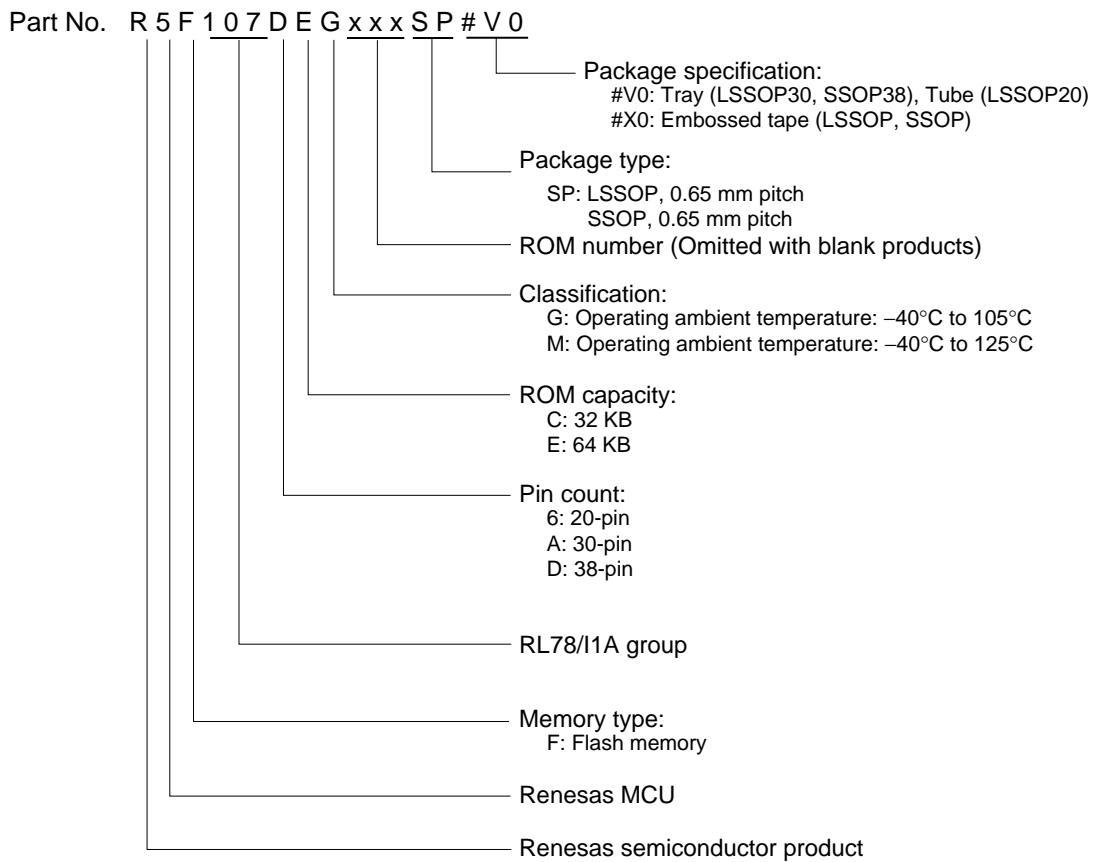 Part No. R 5 F 1 0 7 D E G x x x S P # V 0
Package specification:
#V0: Tray (LSSOP30, SSOP38), Tube (LSSOP20)
#X0: Embossed tape (LSSOP, SSOP)
Package type:
SP: LSSOP, 0.65 mm pitch
SSOP, 0.65 mm pitch
ROM number (Omitted with blank products)
Classification:
G: Operating ambient temperature: −40°C to 105°C
M: Operating ambient temperature: −40°C to 125°C
ROM capacity:
C: 32 KB
E: 64 KB
Pin count:
6: 20-pin
A: 30-pin
D: 38-pin
RL78/I1A group
Memory type:
F: Flash memory
Renesas MCU
Renesas semiconductor product